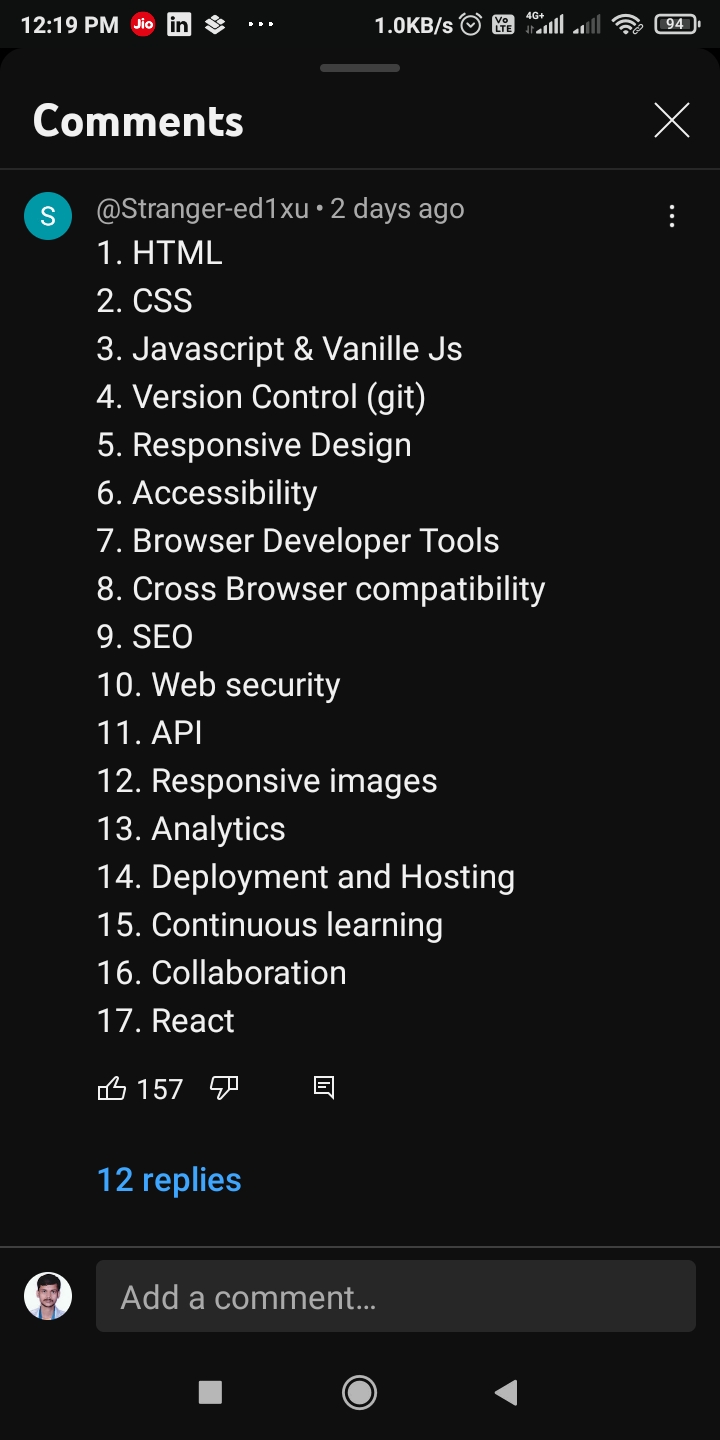 12:19 PM Jio in 1.0KB/s Vo LTE 4G+ 94
Comments
S @Stranger-ed1xu • 2 days ago
1. HTML
2. CSS
3. Javascript & Vanille Js
4. Version Control (git)
5. Responsive Design
6. Accessibility
7. Browser Developer Tools
8. Cross Browser compatibility
9. SEO
10. Web security
11. API
12. Responsive images
13. Analytics
14. Deployment and Hosting
15. Continuous learning
16. Collaboration
17. React
157
12 replies
Add a comment...